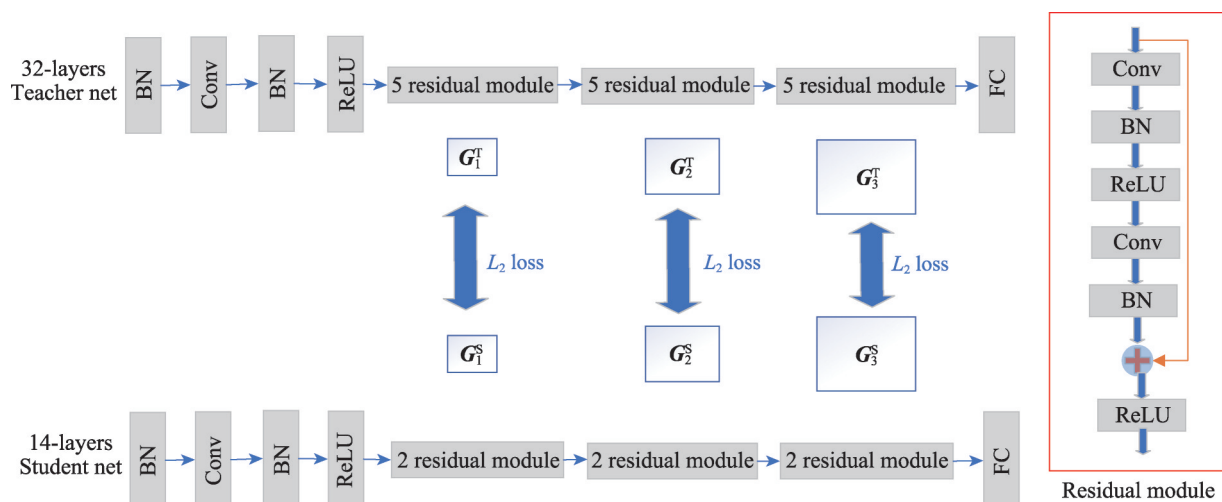 32-layers
Teacher net
BN
Conv
BN
ReLU
5 residual module
5 residual module
5 residual module
FC
G₁ᵀ
G₂ᵀ
G₃ᵀ
L₂ loss
L₂ loss
L₂ loss
G₁ˢ
G₂ˢ
G₃ˢ
14-layers
Student net
BN
Conv
BN
ReLU
2 residual module
2 residual module
2 residual module
FC
Conv
BN
ReLU
Conv
BN
ReLU
Residual module